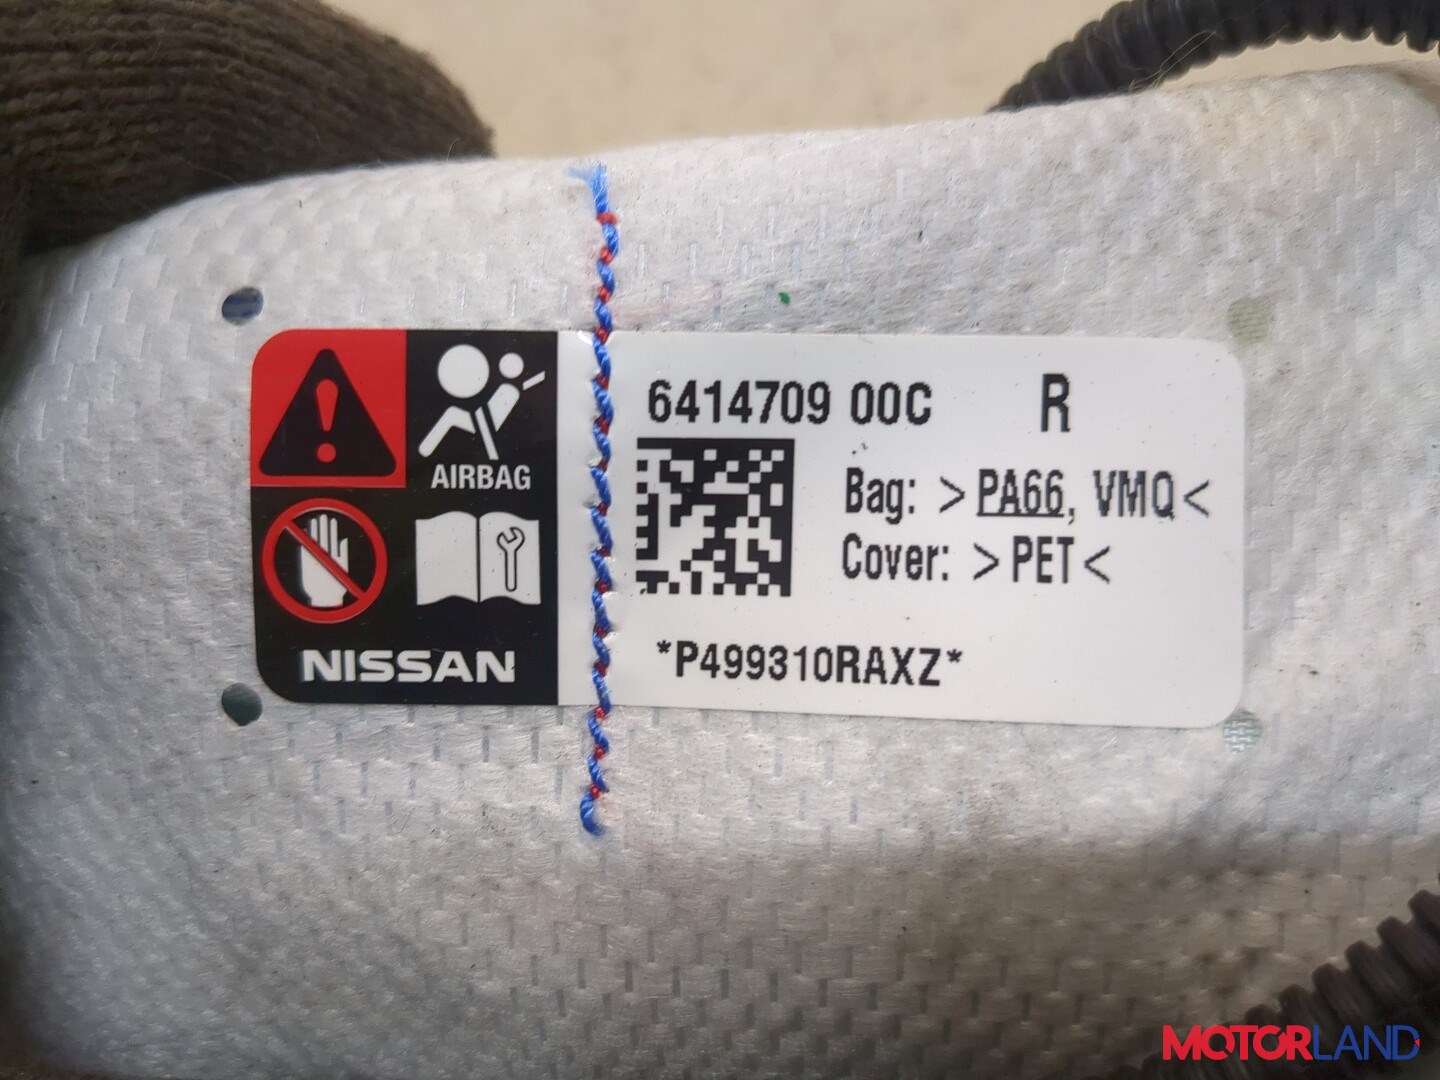 AIRBAG
NISSAN
6414709 00C R
Bag: >PA66, VMQ<
Cover: >PET<
*P499310RAXZ*
MOTORLAND